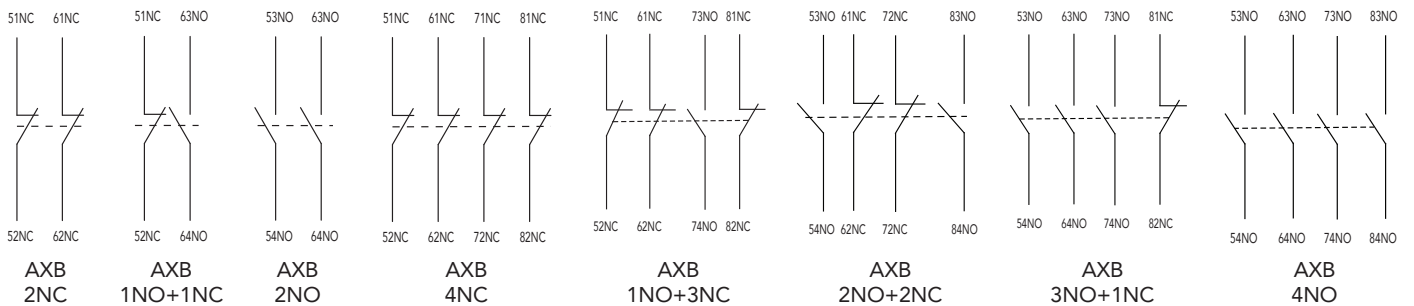 51NC 61NC
52NC 62NC
AXB
2NC
51NC 63NO
52NC 64NO
AXB
1NO+1NC
53NO 63NO
54NO 64NO
AXB
2NO
51NC 61NC 71NC 81NC
52NC 62NC 72NC 82NC
AXB
4NC
51NC 61NC 73NO 81NC
52NC 62NC 74NO 82NC
AXB
1NO+3NC
53NO 61NC 72NC 83NO
54NO 62NC 72NC 84NO
AXB
2NO+2NC
53NO 63NO 73NO 81NC
54NO 64NO 74NO 82NC
AXB
3NO+1NC
53NO 63NO 73NO 83NO
54NO 64NO 74NO 84NO
AXB
4NO